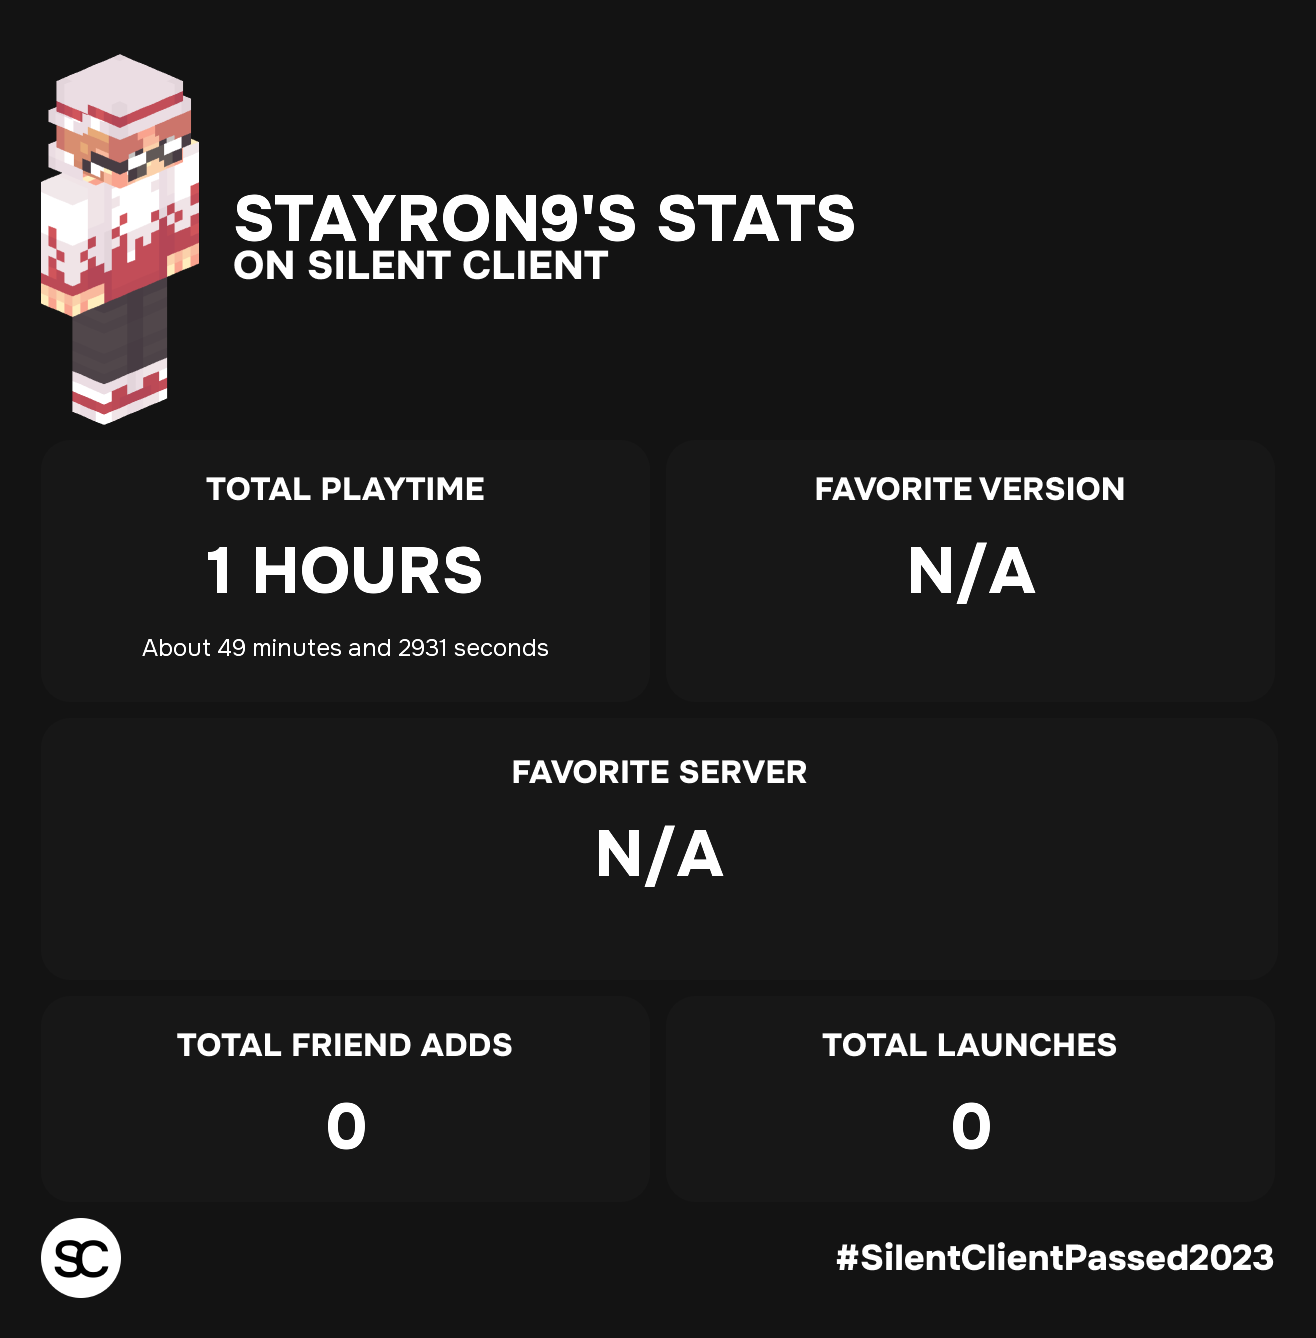 STAYRON9'S STATS
ON SILENT CLIENT
TOTAL PLAYTIME
1 HOURS
About 49 minutes and 2931 seconds
FAVORITE VERSION
N/A
FAVORITE SERVER
N/A
TOTAL FRIEND ADDS
0
TOTAL LAUNCHES
0
SC
#SilentClientPassed2023